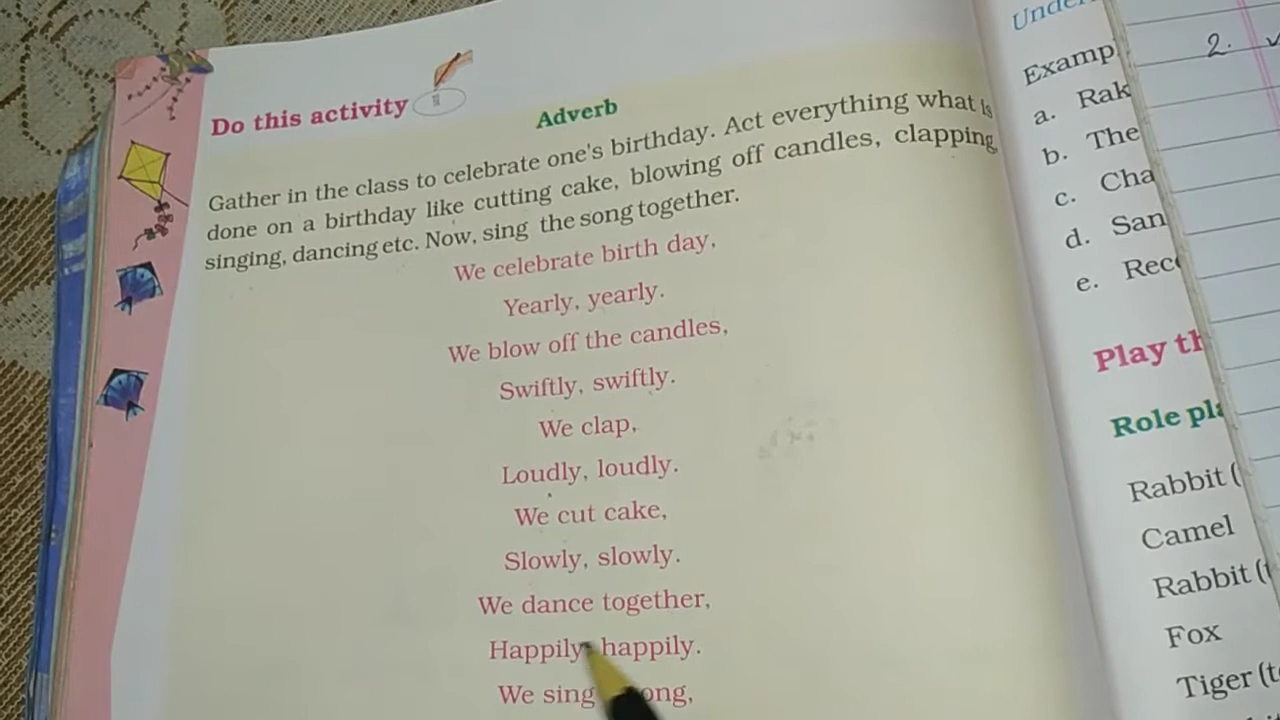 Do this activity
Adverb
Gather in the class to celebrate one's birthday. Act everything what is
done on a birthday like cutting cake, blowing off candles, clapping,
singing, dancing etc. Now, sing the song together.
We celebrate birth day,
Yearly, yearly.
We blow off the candles,
Swiftly, swiftly.
We clap,
Loudly, loudly.
We cut cake,
Slowly, slowly.
We dance together,
Happily, happily.
We sing
Examp
a. Rak
b. The
c. Cha
d. San
e. Rec
Play th
Role pla
Rabbit (
Camel
Rabbit (t
Fox
Tiger (t
2.